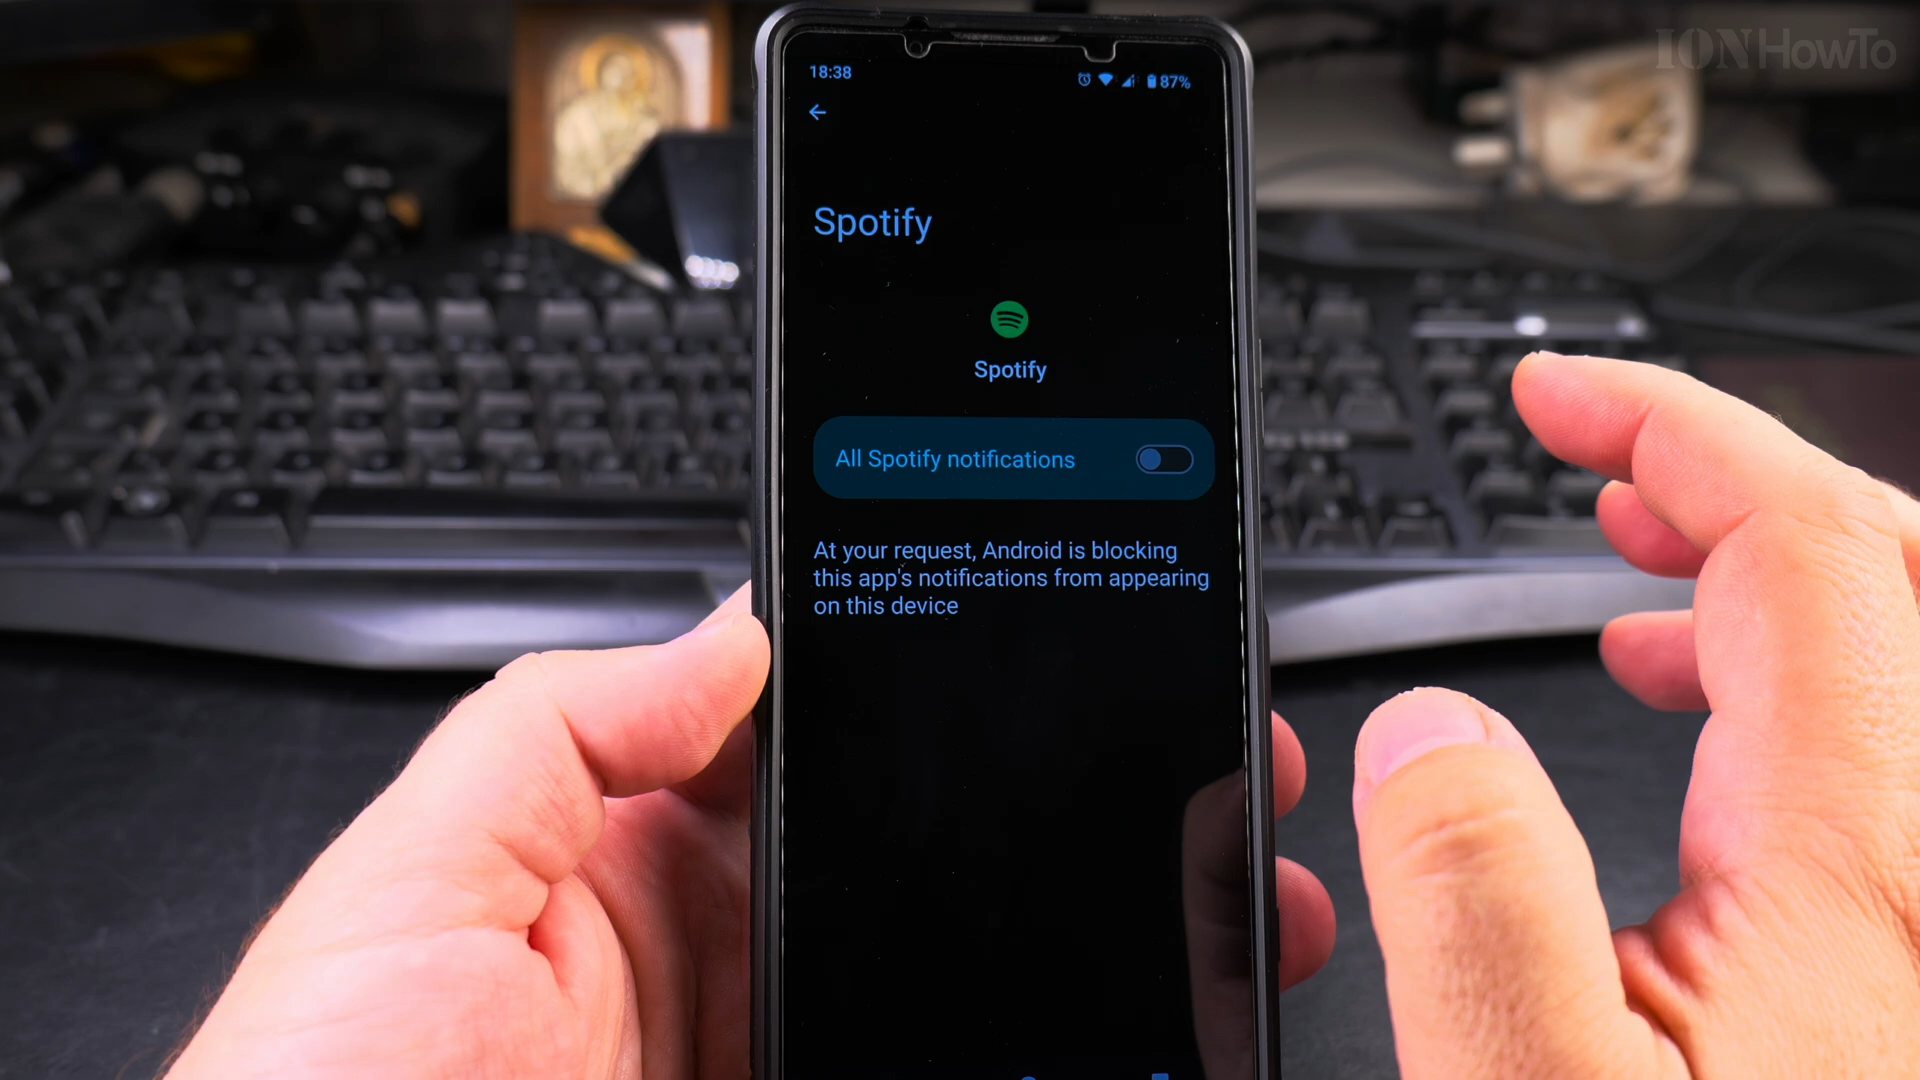 IONHowTo
18:38
87%
Spotify
Spotify
All Spotify notifications
At your request, Android is blocking
this app's notifications from appearing
on this device